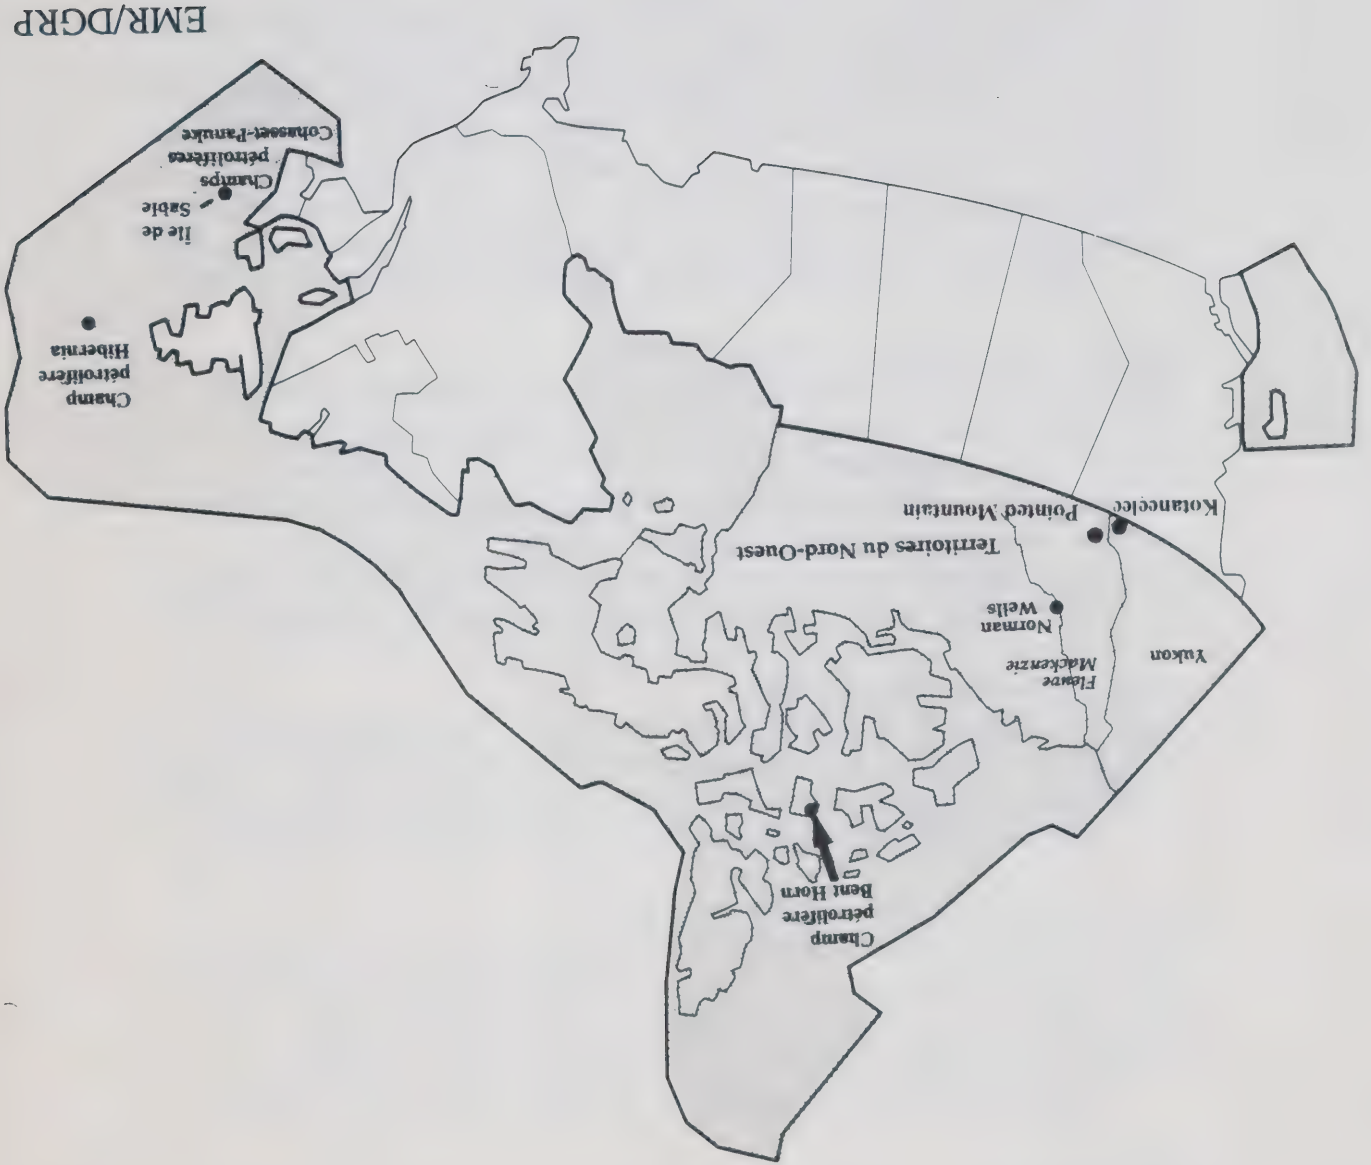 Champ
pétrolifère
Bent Horn
Yukon
Fleuve
Mackenzie
Norman
Wells
Territoires du Nord-Ouest
Kotaneelee
Pointed Mountain
Champ
pétrolifère
Hibernia
Île de
Sable
Champs
pétrolifères
Cohasset-Panuke
EMR/DGRP